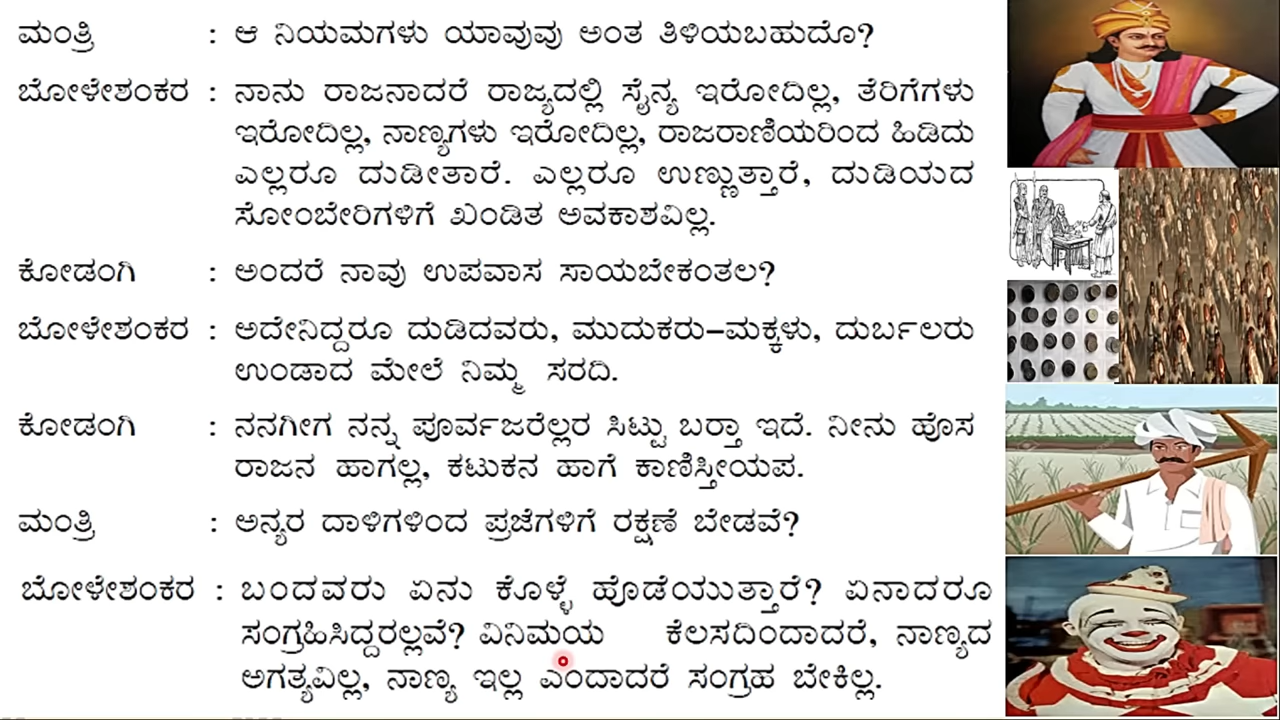 ಮಂತ್ರಿ : ಆ ನಿಯಮಗಳು ಯಾವುವು ಅಂತ ತಿಳಿಯಬಹುದೊ?
ಬೋಳೇಶಂಕರ : ನಾನು ರಾಜನಾದರೆ ರಾಜ್ಯದಲ್ಲಿ ಸೈನ್ಯ ಇರೋದಿಲ್ಲ, ತೆರಿಗೆಗಳು
ಇರೋದಿಲ್ಲ, ನಾಣ್ಯಗಳು ಇರೋದಿಲ್ಲ, ರಾಜರಾಣಿಯರಿಂದ ಹಿಡಿದು
ಎಲ್ಲರೂ ದುಡೀತಾರೆ. ಎಲ್ಲರೂ ಉಣ್ಣುತ್ತಾರೆ, ದುಡಿಯದ
ಸೋಂಬೇರಿಗಳಿಗೆ ಖಂಡಿತ ಅವಕಾಶವಿಲ್ಲ.
ಕೋಡಂಗಿ : ಅಂದರೆ ನಾವು ಉಪವಾಸ ಸಾಯಬೇಕಂತಲ?
ಬೋಳೇಶಂಕರ : ಅದೇನಿದ್ದರೂ ದುಡಿದವರು, ಮುದುಕರು–ಮಕ್ಕಳು, ದುರ್ಬಲರು
ಉಂಡಾದ ಮೇಲೆ ನಿಮ್ಮ ಸರದಿ.
ಕೋಡಂಗಿ : ನನಗೀಗ ನನ್ನ ಪೂರ್ವಜರೆಲ್ಲರ ಸಿಟ್ಟು ಬರ‍್ತಾ ಇದೆ. ನೀನು ಹೊಸ
ರಾಜನ ಹಾಗಲ್ಲ, ಕಟುಕನ ಹಾಗೆ ಕಾಣಿಸ್ತೀಯಪ.
ಮಂತ್ರಿ : ಅನ್ಯರ ದಾಳಿಗಳಿಂದ ಪ್ರಜೆಗಳಿಗೆ ರಕ್ಷಣೆ ಬೇಡವೆ?
ಬೋಳೇಶಂಕರ : ಬಂದವರು ಏನು ಕೊಳ್ಳೆ ಹೊಡೆಯುತ್ತಾರೆ? ಏನಾದರೂ
ಸಂಗ್ರಹಿಸಿದ್ದರಲ್ಲವೆ? ವಿನಿಮಯ ಕೆಲಸದಿಂದಾದರೆ, ನಾಣ್ಯದ
ಅಗತ್ಯವಿಲ್ಲ, ನಾಣ್ಯ ಇಲ್ಲ ಎಂದಾದರೆ ಸಂಗ್ರಹ ಬೇಕಿಲ್ಲ.